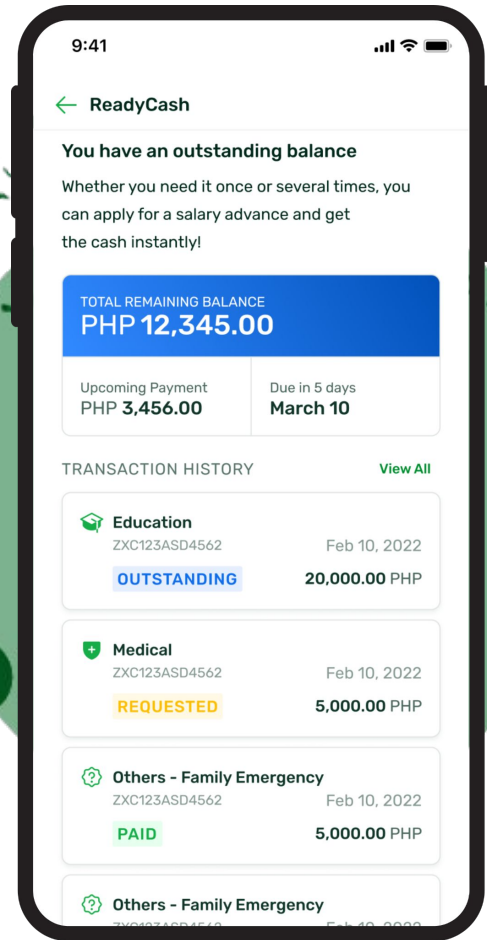 9:41
ReadyCash
You have an outstanding balance
Whether you need it once or several times, you
can apply for a salary advance and get
the cash instantly!
TOTAL REMAINING BALANCE
PHP 12,345.00
Upcoming Payment
PHP 3,456.00
Due in 5 days
March 10
TRANSACTION HISTORY
View All
Education
ZXC123ASD4562
Feb 10, 2022
OUTSTANDING
20,000.00 PHP
Medical
ZXC123ASD4562
Feb 10, 2022
REQUESTED
5,000.00 PHP
Others - Family Emergency
ZXC123ASD4562
Feb 10, 2022
PAID
5,000.00 PHP
Others - Family Emergency